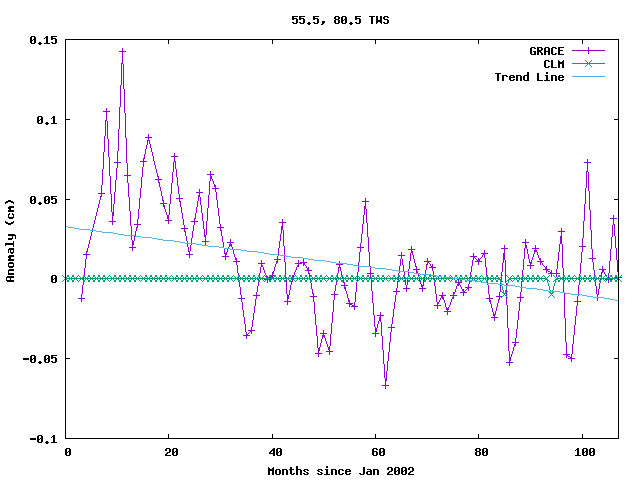 55.5, 80.5 TWS
0.15
GRACE
CLM
Trend Line
0.1
0.05
Anomaly (cm)
0
-0.05
-0.1
0 20 40 60 80 100
Months since Jan 2002